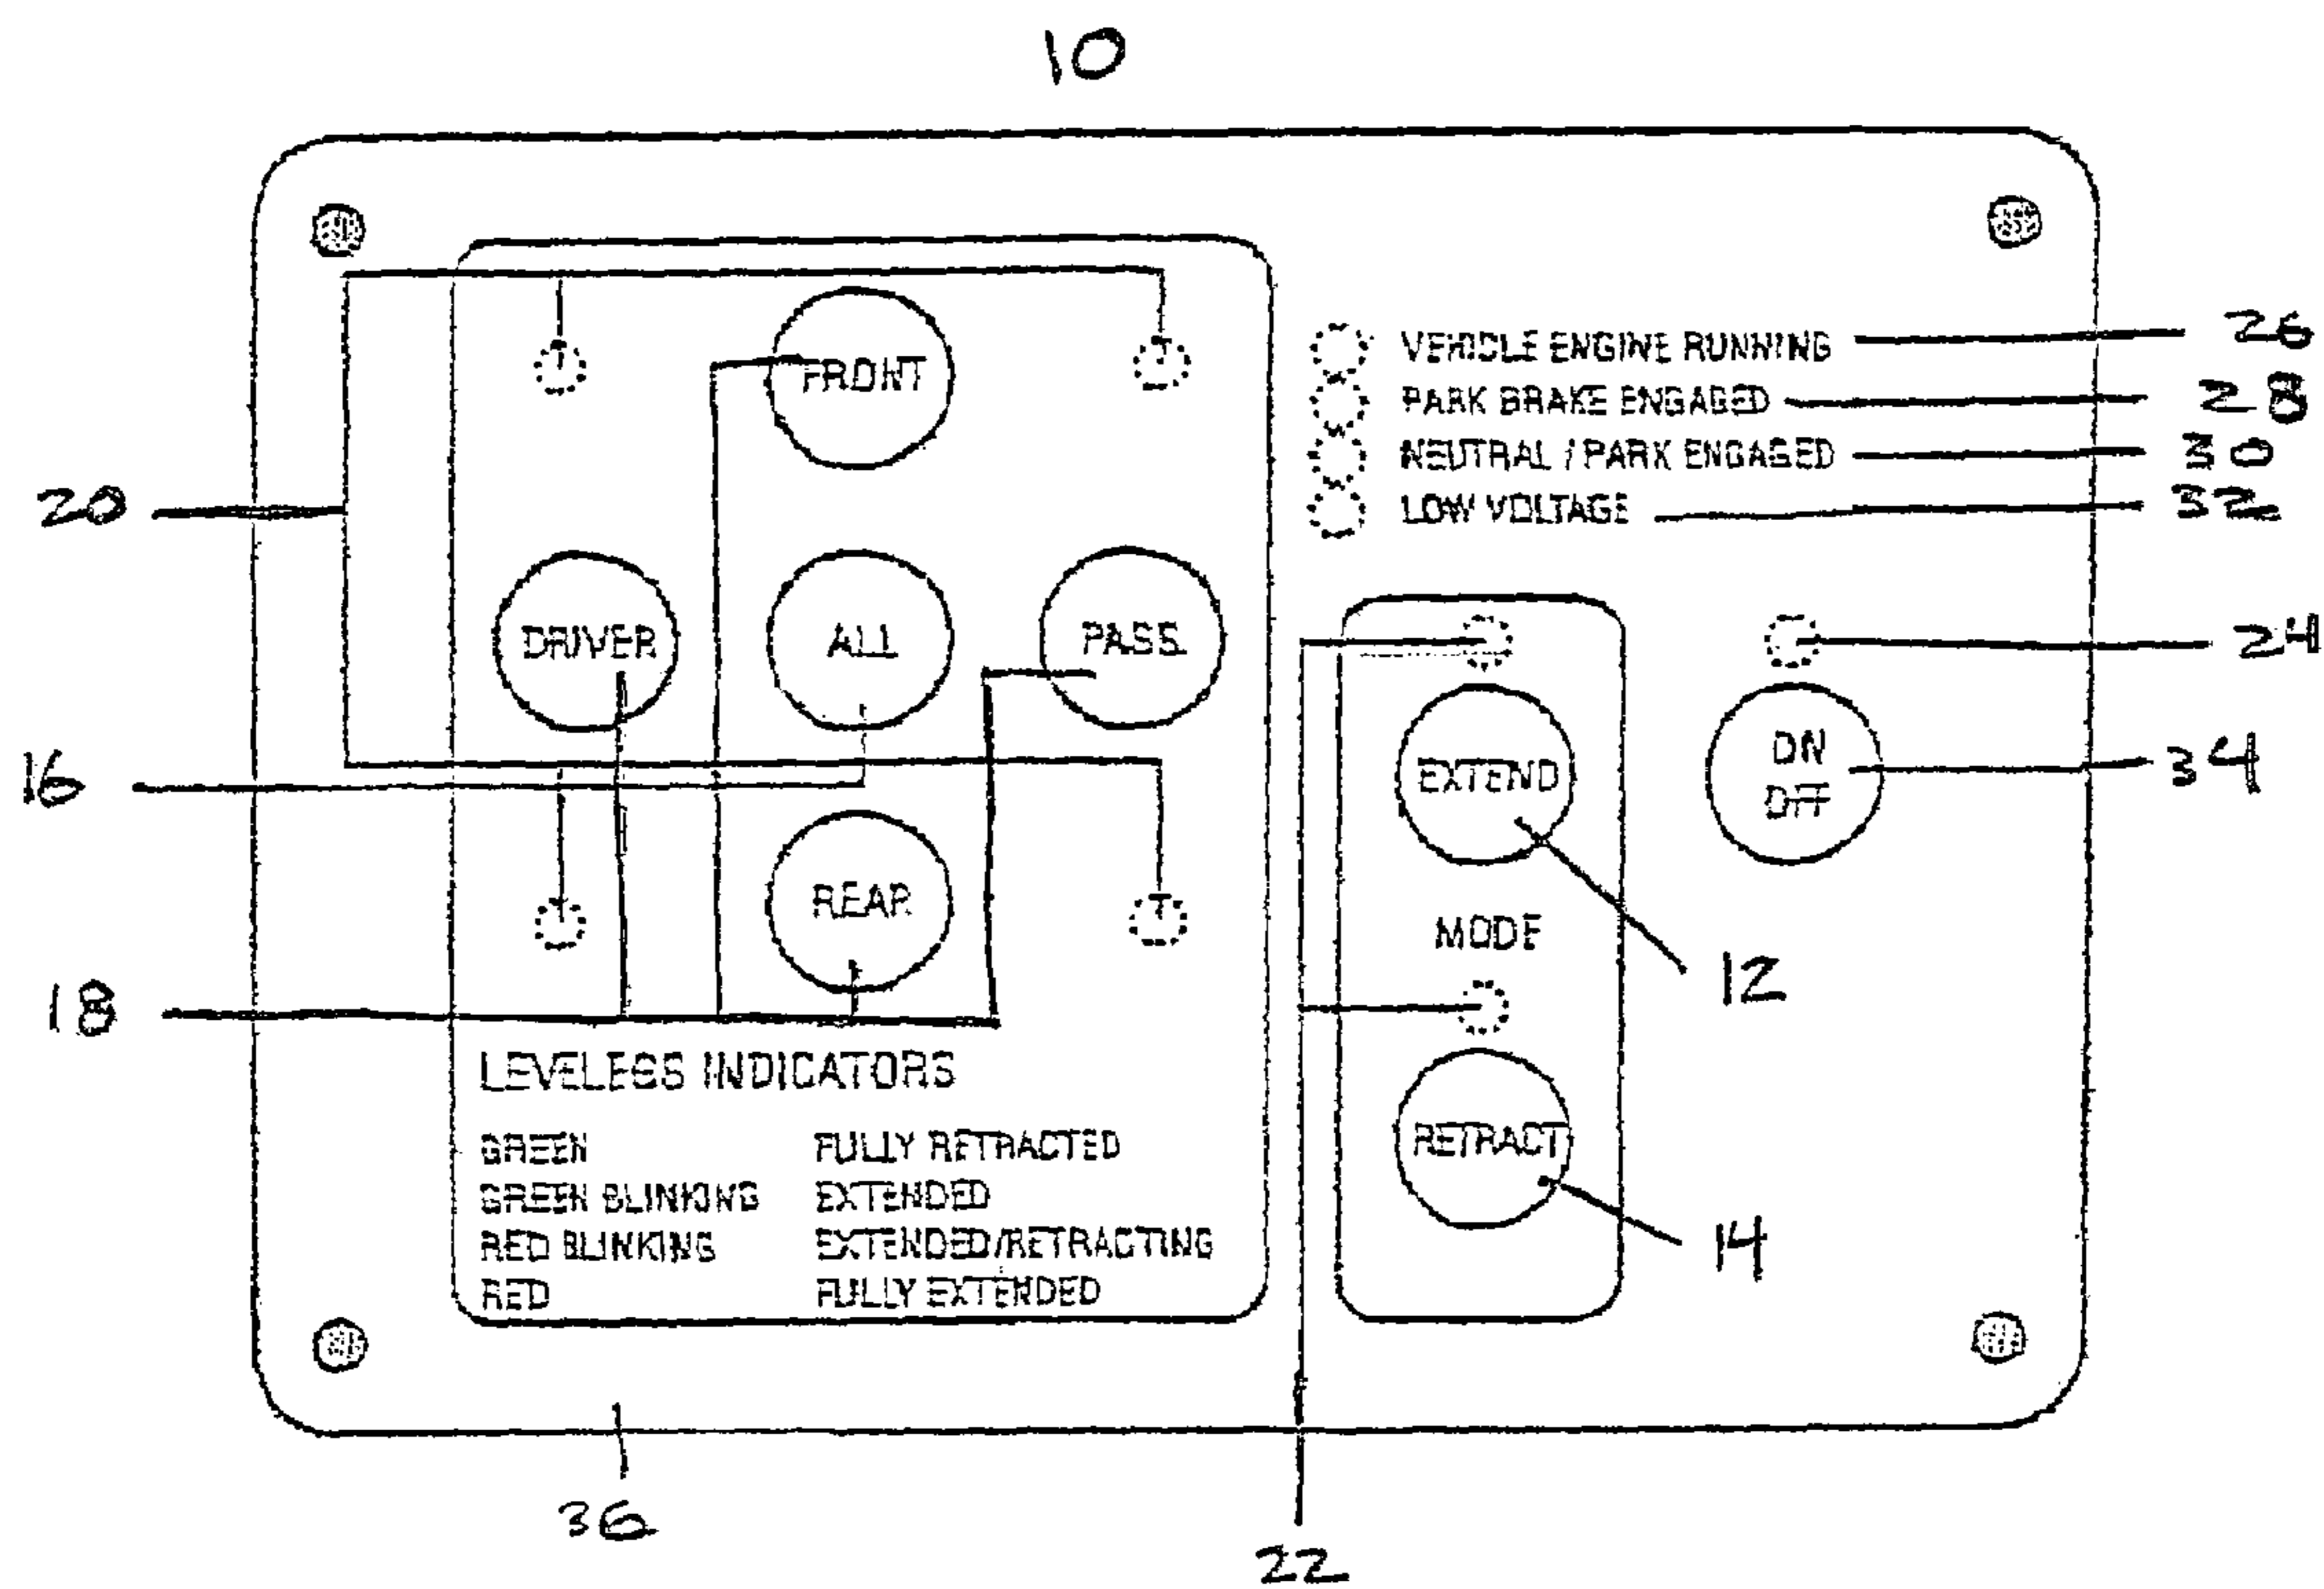 10
FRONT
VEHICLE ENGINE RUNNING 26
PARK BRAKE ENGAGED 28
NEUTRAL / PARK ENGAGED 30
20
LOW VOLTAGE 32
DRIVER ALL PASS. 24
16
EXTEND
ON
OFF
34
REAR
MODE
12
18
LEVELESS INDICATORS
GREEN FULLY RETRACTED
GREEN BLINKING EXTENDED
RED BLINKING EXTENDED/RETRACTING
RED FULLY EXTENDED
RETRACT
14
36
22